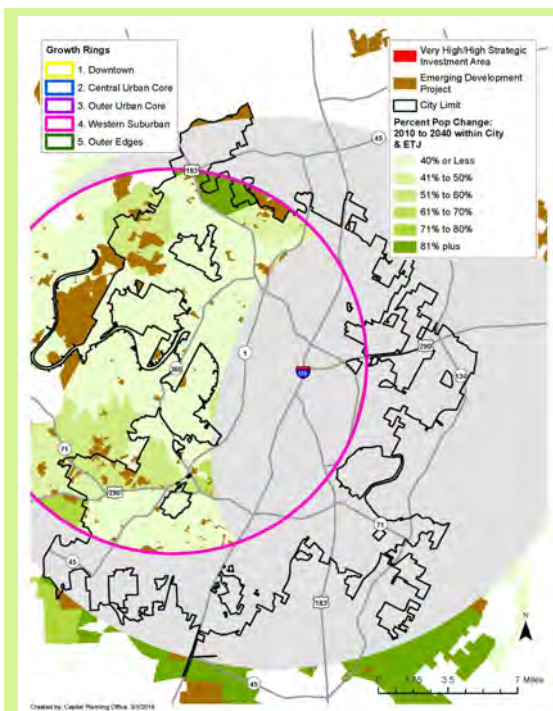 Growth Rings
1. Downtown
2. Central Urban Core
3. Outer Urban Core
4. Western Suburban
5. Outer Edges
Very High/High Strategic
Investment Area
Emerging Development
Project
City Limit
Percent Pop Change:
2010 to 2040 within City
& ETJ
40% or Less
41% to 50%
51% to 60%
61% to 70%
71% to 80%
81% plus
45
183
1
360
35
290
130
71
290
71
45
183
45
N
0 1.75 3.5 7 Miles
Created by: Capital Planning Office